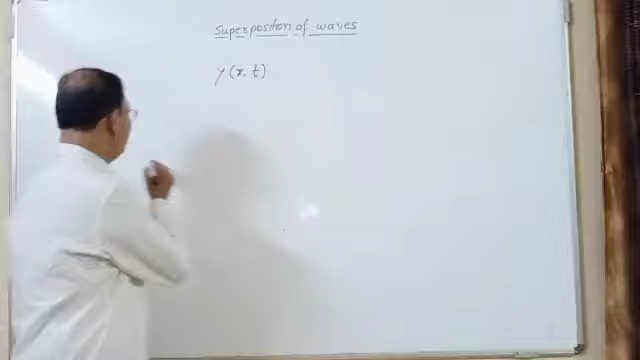 Superposition of waves
y(x, t)